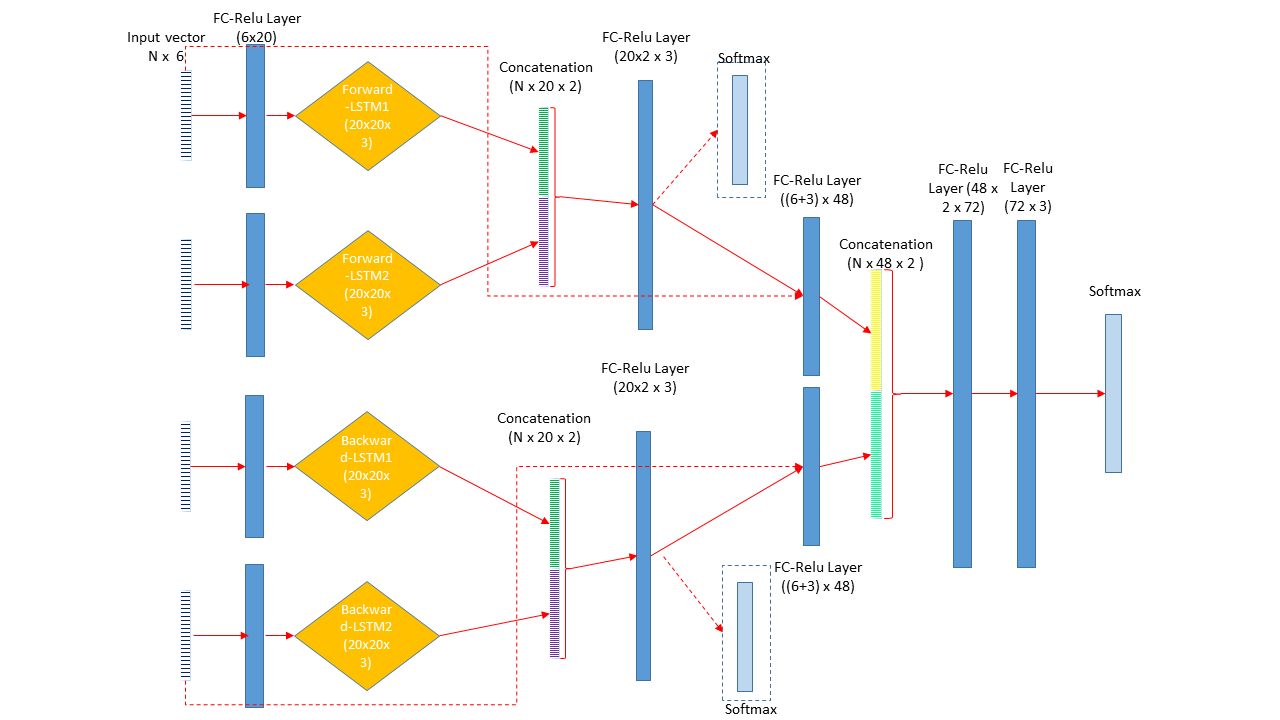 FC-Relu Layer
(6x20)
Input vector
N x 6
Forward
-LSTM1
(20x20x
3)
Concatenation
(N x 20 x 2)
FC-Relu Layer
(20x2 x 3)
Softmax
FC-Relu Layer
((6+3) x 48)
FC-Relu
Layer (48 x
2 x 72)
FC-Relu
Layer
(72 x 3)
Forward
-LSTM2
(20x20x
3)
Concatenation
(N x 48 x 2 )
Softmax
FC-Relu Layer
(20x2 x 3)
Backwar
d-LSTM1
(20x20x
3)
Concatenation
(N x 20 x 2)
Backwar
d-LSTM2
(20x20x
3)
FC-Relu Layer
((6+3) x 48)
Softmax